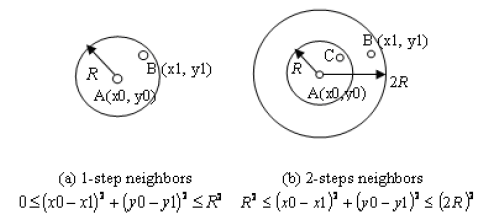 R
B (x1, y1)
A(x0, y0)
C
B (x1, y1)
R
A(x0,y0)
2R
(a) 1-step neighbors
(b) 2-steps neighbors
0≤(x0−x1)²+(y0−y1)²≤R²
R²≤(x0−x1)²+(y0−y1)²≤(2R)²